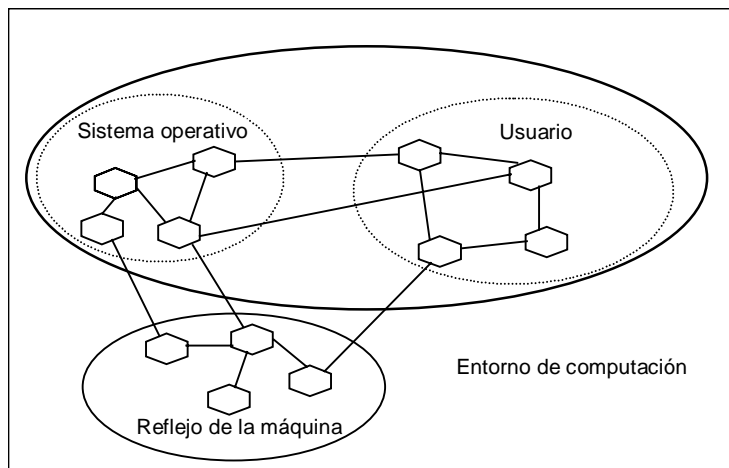 Sistema operativo
Usuario
Entorno de computación
Reflejo de la máquina